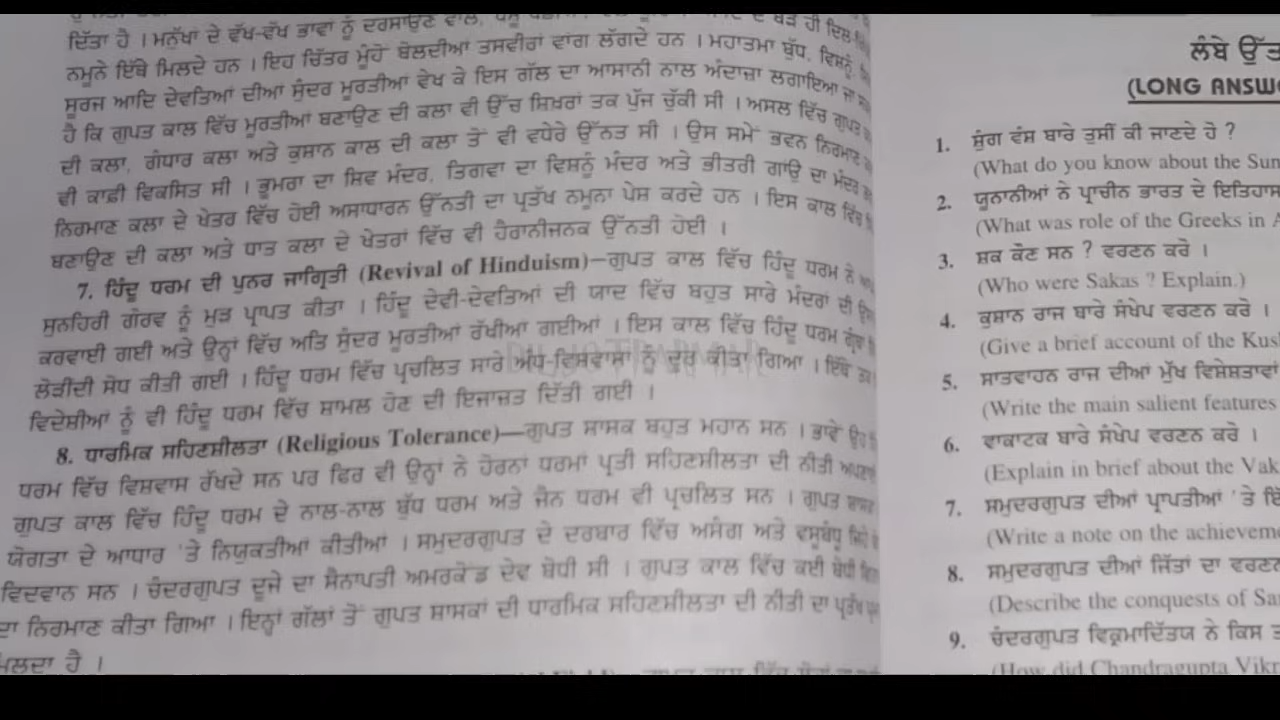 ਦਿੱਤਾ ਹੈ । ਮਨੁੱਖਾਂ ਦੇ ਵੱਖ-ਵੱਖ ਭਾਵਾਂ ਨੂੰ ਦਰਸਾਉਣ ਵਾਲੇ,
ਨਮੂਨੇ ਇੱਥੇ ਮਿਲਦੇ ਹਨ । ਇਹ ਚਿੱਤਰ ਮੂੰਹੋਂ ਬੋਲਦੀਆਂ ਤਸਵੀਰਾਂ ਵਾਂਗ ਲੱਗਦੇ ਹਨ । ਮਹਾਤਮਾ ਬੁੱਧ, ਵਿਸ਼ਨੂੰ,
ਸੂਰਜ ਆਦਿ ਦੇਵਤਿਆਂ ਦੀਆਂ ਸੁੰਦਰ ਮੂਰਤੀਆਂ ਵੇਖ ਕੇ ਇਸ ਗੱਲ ਦਾ ਆਸਾਨੀ ਨਾਲ ਅੰਦਾਜ਼ਾ ਲਗਾਇਆ ਜਾ
ਹੈ ਕਿ ਗੁਪਤ ਕਾਲ ਵਿੱਚ ਮੂਰਤੀਆਂ ਬਣਾਉਣ ਦੀ ਕਲਾ ਵੀ ਉੱਚ ਸ਼ਿਖ਼ਰਾਂ ਤਕ ਪੁੱਜ ਚੁੱਕੀ ਸੀ । ਅਸਲ ਵਿੱਚ ਗੁਪਤ
ਦੀ ਕਲਾ, ਗੰਧਾਰ ਕਲਾ ਅਤੇ ਕੁਸ਼ਾਨ ਕਾਲ ਦੀ ਕਲਾ ਤੋਂ ਵੀ ਵਧੇਰੇ ਉੱਨਤ ਸੀ । ਉਸ ਸਮੇਂ ਭਵਨ ਨਿਰਮਾਣ
ਵੀ ਕਾਫ਼ੀ ਵਿਕਸਿਤ ਸੀ । ਭੂਮਰਾ ਦਾ ਸ਼ਿਵ ਮੰਦਰ, ਤਿਗਵਾ ਦਾ ਵਿਸ਼ਨੂੰ ਮੰਦਰ ਅਤੇ ਭੀਤਰੀ ਗਾਉਂ ਦਾ ਮੰਦਰ
ਨਿਰਮਾਣ ਕਲਾ ਦੇ ਖੇਤਰ ਵਿੱਚ ਹੋਈ ਅਸਾਧਾਰਨ ਉੱਨਤੀ ਦਾ ਪ੍ਰਤੱਖ ਨਮੂਨਾ ਪੇਸ਼ ਕਰਦੇ ਹਨ । ਇਸ ਕਾਲ ਵਿੱਚ
ਬਣਾਉਣ ਦੀ ਕਲਾ ਅਤੇ ਧਾਤ ਕਲਾ ਦੇ ਖੇਤਰਾਂ ਵਿੱਚ ਵੀ ਹੈਰਾਨੀਜਨਕ ਉੱਨਤੀ ਹੋਈ ।
7. ਹਿੰਦੂ ਧਰਮ ਦੀ ਪੁਨਰ ਜਾਗ੍ਰਿਤੀ (Revival of Hinduism)—ਗੁਪਤ ਕਾਲ ਵਿੱਚ ਹਿੰਦੂ ਧਰਮ ਨੇ
ਸੁਨਹਿਰੀ ਗੌਰਵ ਨੂੰ ਮੁੜ ਪ੍ਰਾਪਤ ਕੀਤਾ । ਹਿੰਦੂ ਦੇਵੀ-ਦੇਵਤਿਆਂ ਦੀ ਯਾਦ ਵਿੱਚ ਬਹੁਤ ਸਾਰੇ ਮੰਦਰਾਂ ਦੀ
ਕਰਵਾਈ ਗਈ ਅਤੇ ਉਨ੍ਹਾਂ ਵਿੱਚ ਅਤਿ ਸੁੰਦਰ ਮੂਰਤੀਆਂ ਰੱਖੀਆਂ ਗਈਆਂ । ਇਸ ਕਾਲ ਵਿੱਚ ਹਿੰਦੂ ਧਰਮ
ਲੋੜੀਂਦੀ ਸੋਧ ਕੀਤੀ ਗਈ । ਹਿੰਦੂ ਧਰਮ ਵਿੱਚ ਪ੍ਰਚਲਿਤ ਸਾਰੇ ਅੰਧ-ਵਿਸ਼ਵਾਸਾਂ ਨੂੰ ਦੂਰ ਕੀਤਾ ਗਿਆ । ਇੱਥੋਂ ਤਕ
ਵਿਦੇਸ਼ੀਆਂ ਨੂੰ ਵੀ ਹਿੰਦੂ ਧਰਮ ਵਿੱਚ ਸ਼ਾਮਲ ਹੋਣ ਦੀ ਇਜਾਜ਼ਤ ਦਿੱਤੀ ਗਈ ।
8. ਧਾਰਮਿਕ ਸਹਿਣਸ਼ੀਲਤਾ (Religious Tolerance)—ਗੁਪਤ ਸ਼ਾਸਕ ਬਹੁਤ ਮਹਾਨ ਸਨ । ਭਾਵੇਂ
ਧਰਮ ਵਿੱਚ ਵਿਸ਼ਵਾਸ ਰੱਖਦੇ ਸਨ ਪਰ ਫਿਰ ਵੀ ਉਨ੍ਹਾਂ ਨੇ ਹੋਰਨਾਂ ਧਰਮਾਂ ਪ੍ਰਤੀ ਸਹਿਣਸ਼ੀਲਤਾ ਦੀ ਨੀਤੀ
ਗੁਪਤ ਕਾਲ ਵਿੱਚ ਹਿੰਦੂ ਧਰਮ ਦੇ ਨਾਲ-ਨਾਲ ਬੁੱਧ ਧਰਮ ਅਤੇ ਜੈਨ ਧਰਮ ਵੀ ਪ੍ਰਚਲਿਤ ਸਨ । ਗੁਪਤ
ਯੋਗਤਾ ਦੇ ਆਧਾਰ 'ਤੇ ਨਿਯੁਕਤੀਆਂ ਕੀਤੀਆਂ । ਸਮੁਦਰਗੁਪਤ ਦੇ ਦਰਬਾਰ ਵਿੱਚ ਅਸੰਗ ਅਤੇ ਵਸੂਬੰਧੂ
ਵਿਦਵਾਨ ਸਨ । ਚੰਦਰਗੁਪਤ ਦੂਜੇ ਦਾ ਸੈਨਾਪਤੀ ਅਮਰਕੋਡ ਦੇਵ ਬੋਧੀ ਸੀ । ਗੁਪਤ ਕਾਲ ਵਿੱਚ ਕਈ ਬੋਧੀ
ਦਾ ਨਿਰਮਾਣ ਕੀਤਾ ਗਿਆ । ਇਨ੍ਹਾਂ ਗੱਲਾਂ ਤੋਂ ਗੁਪਤ ਸ਼ਾਸਕਾਂ ਦੀ ਧਾਰਮਿਕ ਸਹਿਣਸ਼ੀਲਤਾ ਦੀ ਨੀਤੀ ਦਾ ਪ੍ਰਤੱਖ
ਮਿਲਦਾ ਹੈ ।
ਲੰਬੇ ਉੱਤ
(LONG ANSW
1. ਸ਼ੁੰਗ ਵੰਸ਼ ਬਾਰੇ ਤੁਸੀਂ ਕੀ ਜਾਣਦੇ ਹੋ ?
(What do you know about the Sun
2. ਯੂਨਾਨੀਆਂ ਨੇ ਪ੍ਰਾਚੀਨ ਭਾਰਤ ਦੇ ਇਤਿਹਾਸ
(What was role of the Greeks in A
3. ਸ਼ਕ ਕੌਣ ਸਨ ? ਵਰਣਨ ਕਰੋ ।
(Who were Sakas ? Explain.)
4. ਕੁਸ਼ਾਨ ਰਾਜ ਬਾਰੇ ਸੰਖੇਪ ਵਰਣਨ ਕਰੋ ।
(Give a brief account of the Kus
5. ਸਾਤਵਾਹਨ ਰਾਜ ਦੀਆਂ ਮੁੱਖ ਵਿਸ਼ੇਸ਼ਤਾਵਾਂ
(Write the main salient features
6. ਵਾਕਾਟਕ ਬਾਰੇ ਸੰਖੇਪ ਵਰਣਨ ਕਰੋ ।
(Explain in brief about the Vak
7. ਸਮੁਦਰਗੁਪਤ ਦੀਆਂ ਪ੍ਰਾਪਤੀਆਂ 'ਤੇ
(Write a note on the achievem
8. ਸਮੁਦਰਗੁਪਤ ਦੀਆਂ ਜਿੱਤਾਂ ਦਾ ਵਰਣਨ
(Describe the conquests of Sa
9. ਚੰਦਰਗੁਪਤ ਵਿਕ੍ਰਮਾਦਿੱਤਯ ਨੇ ਕਿਸ ਤ
(How did Chandragupta Vikr